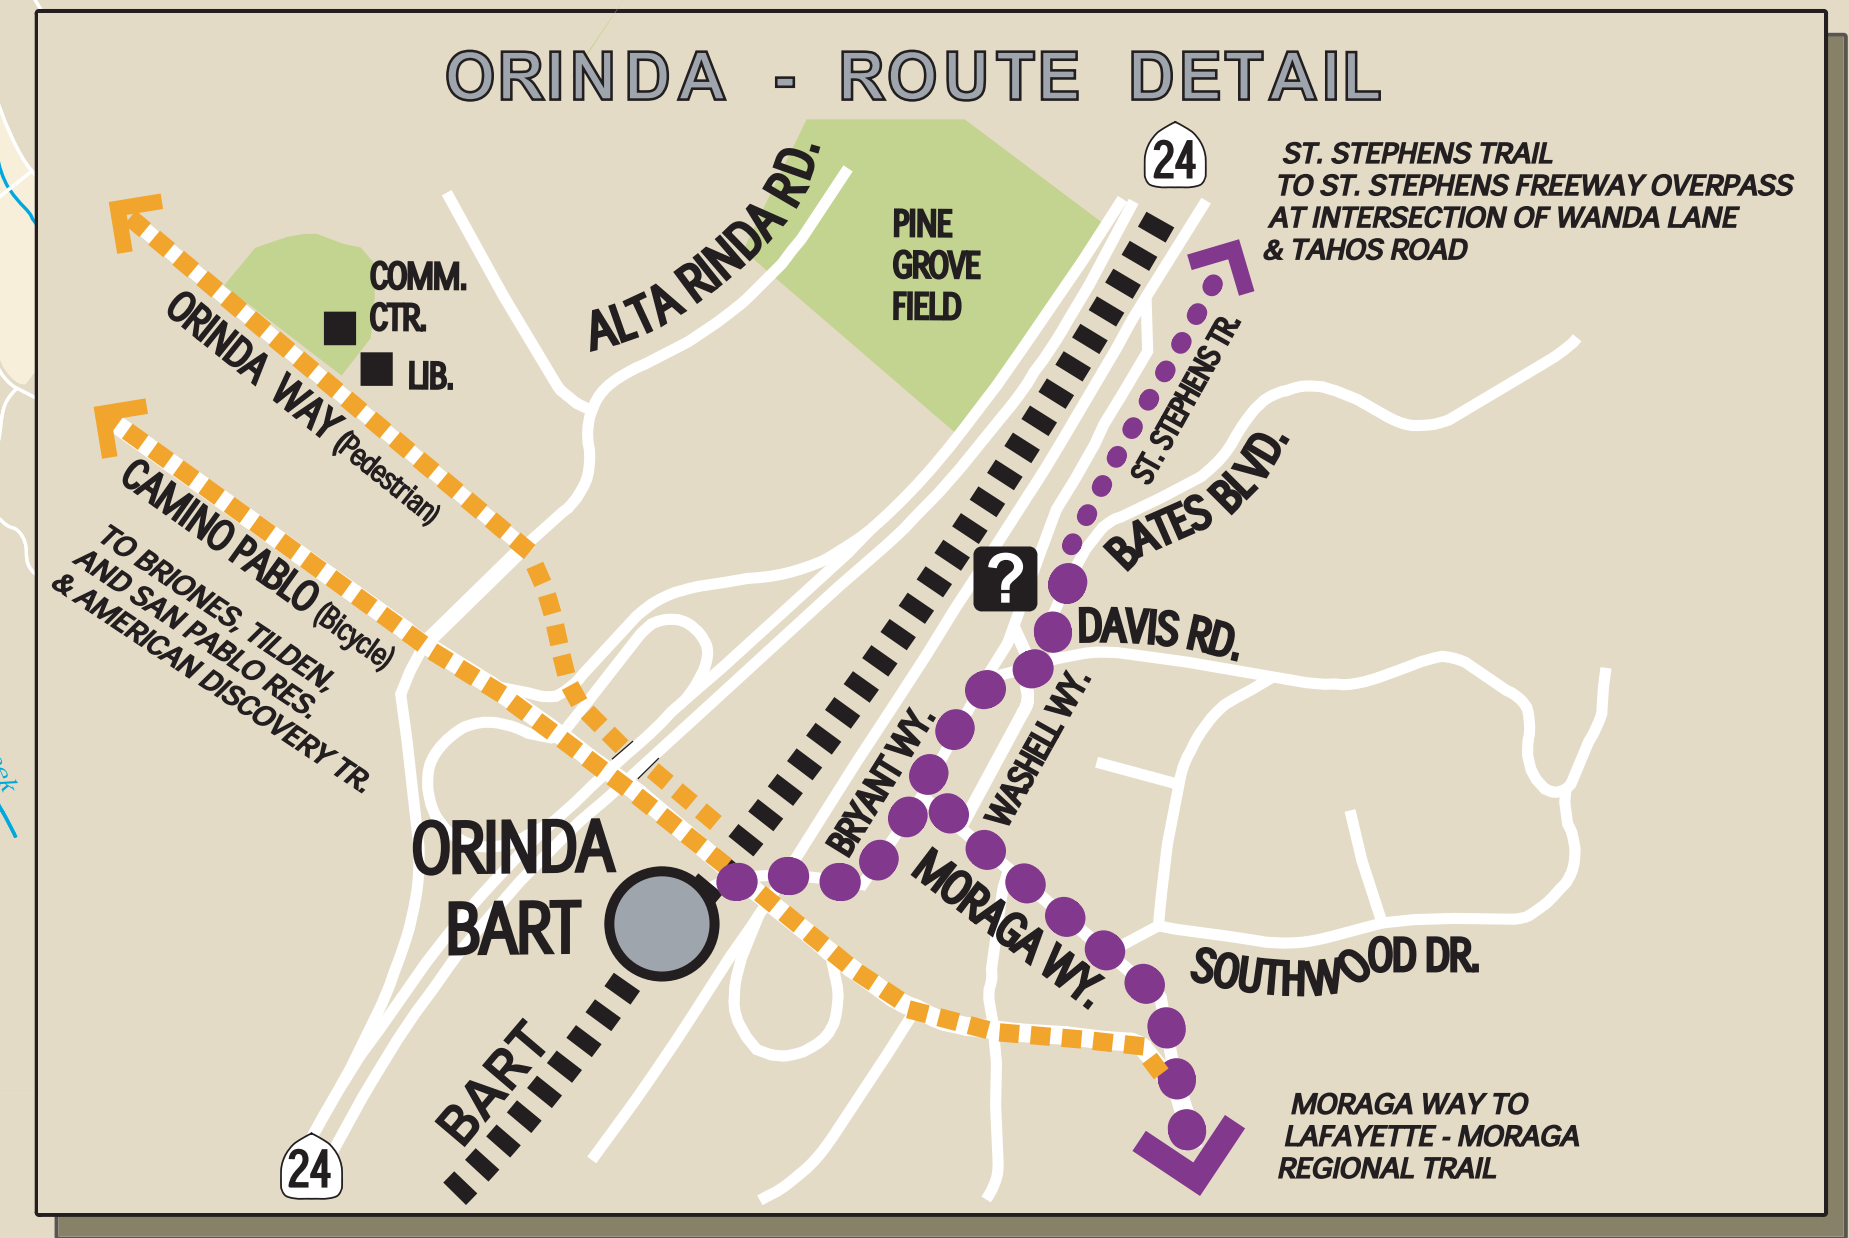 ORINDA - ROUTE DETAIL
24
ST. STEPHENS TRAIL
TO ST. STEPHENS FREEWAY OVERPASS
AT INTERSECTION OF WANDA LANE
& TAHOS ROAD
ALTA RINDA RD.
PINE
GROVE
FIELD
COMM.
CTR.
LIB.
ORINDA WAY (Pedestrian)
CAMINO PABLO (Bicycle)
TO BRIONES, TILDEN,
AND SAN PABLO RES.
& AMERICAN DISCOVERY TR.
ST. STEPHENS TR.
BATES BLVD.
?
DAVIS RD.
WASHELL WY.
BRYANT WY.
ORINDA
BART
MORAGA WY.
SOUTHWOOD DR.
BART
24
MORAGA WAY TO
LAFAYETTE - MORAGA
REGIONAL TRAIL